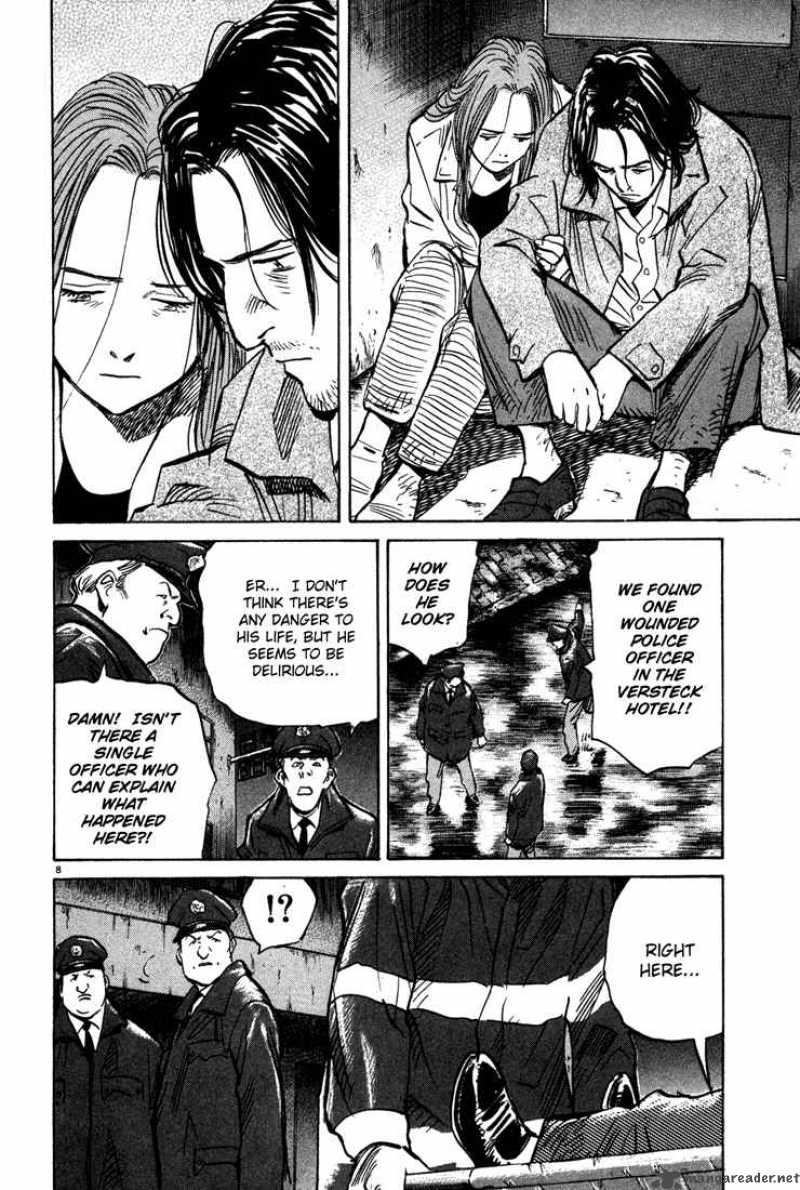 WE FOUND
ONE
WOUNDED
POLICE
OFFICER
IN THE
VERSTECK
HOTEL!!
HOW
DOES
HE
LOOK?
ER... I DON'T
THINK THERE'S
ANY DANGER
TO HIS LIFE,
BUT HE
SEEMS TO BE
DELIRIOUS...
DAMN! ISN'T
THERE A
SINGLE
OFFICER WHO
CAN EXPLAIN
WHAT
HAPPENED
HERE?!
8
RIGHT
HERE...
!?
mangareader.net